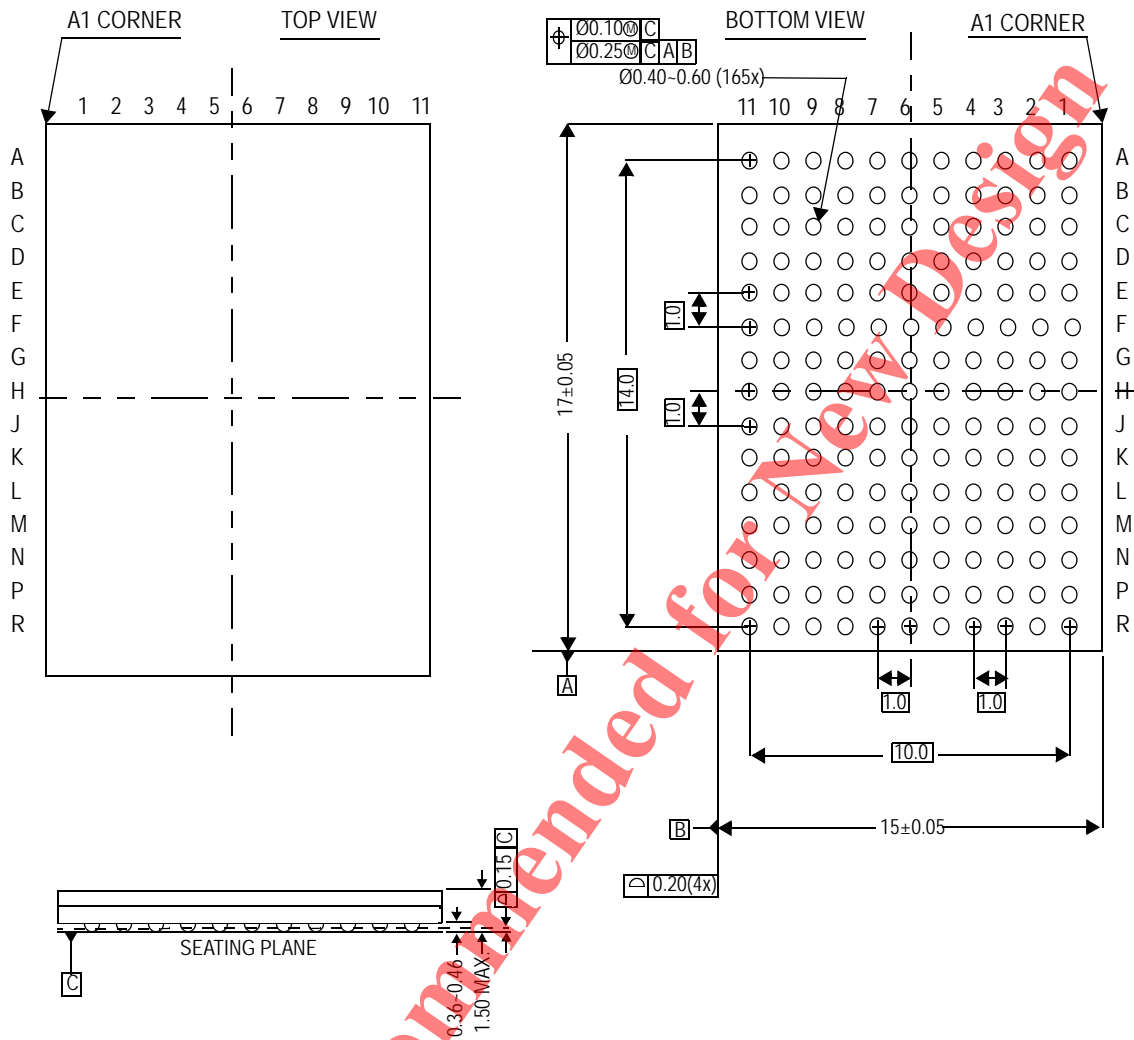 A1 CORNER
TOP VIEW
1 2 3 4 5 6 7 8 9 10 11
A
B
C
D
E
F
G
H
J
K
L
M
N
P
R
BOTTOM VIEW
A1 CORNER
Ø0.10Ⓜ C
Ø0.25Ⓜ C A B
Ø0.40~0.60 (165x)
11 10 9 8 7 6 5 4 3 2 1
A
B
C
D
E
F
G
H
J
K
L
M
N
P
R
17±0.05
14.0
1.0
1.0
A
1.0
1.0
10.0
B
15±0.05
0.20(4x)
0.15 C
SEATING PLANE
C
0.36~0.46
1.50 MAX.
ommended for New Design